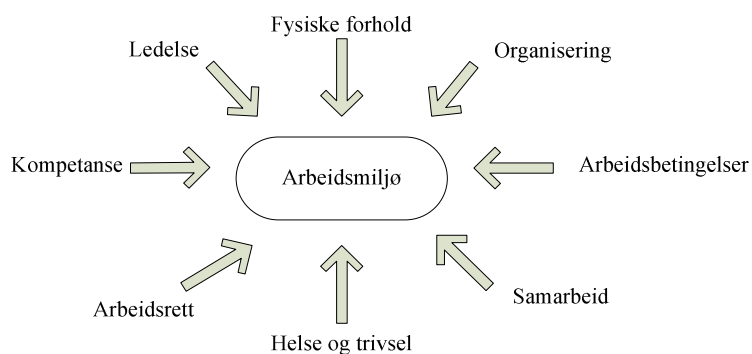 Fysiske forhold
Ledelse
Organisering
Kompetanse
Arbeidsmiljø
Arbeidsbetingelser
Arbeidsrett
Samarbeid
Helse og trivsel